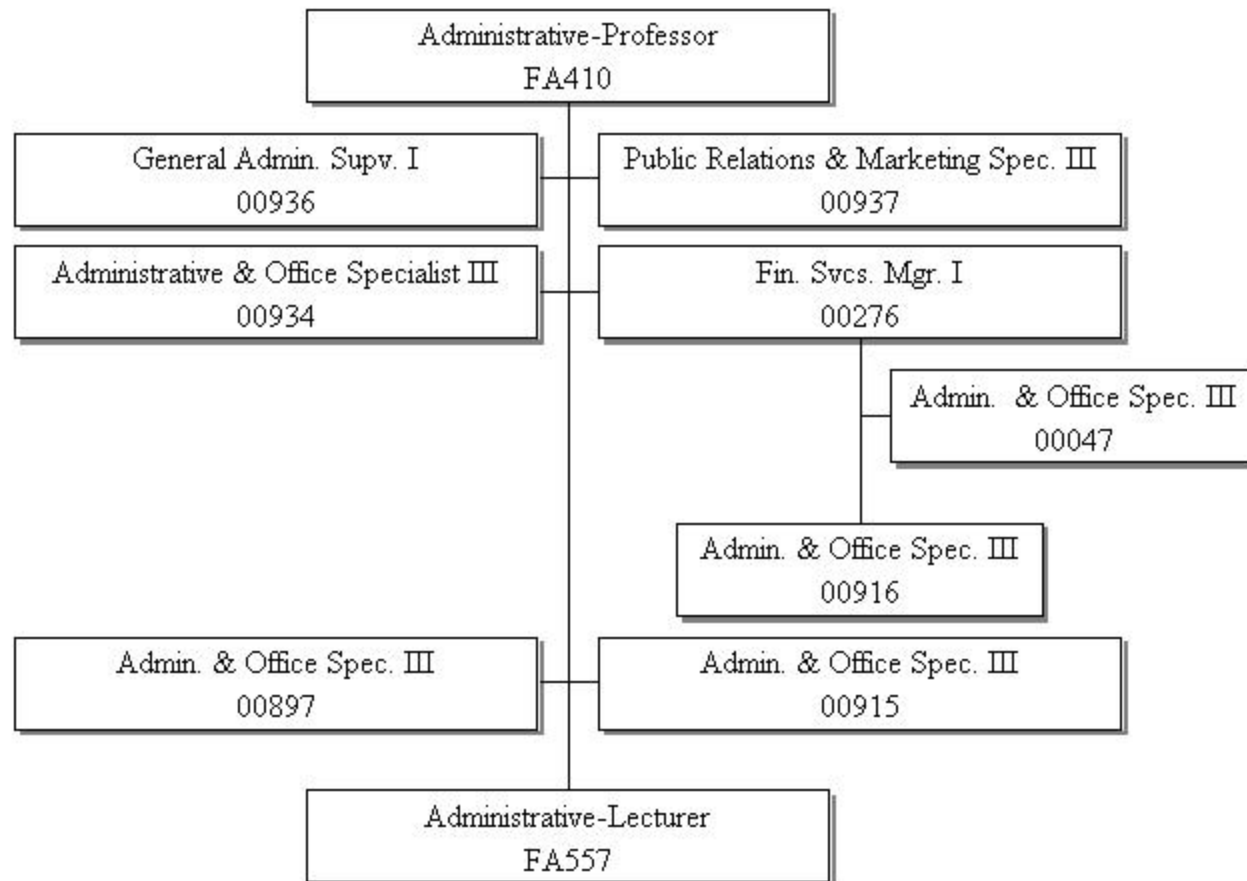 Administrative-Professor
FA410
General Admin. Supv. I
00936
Public Relations & Marketing Spec. III
00937
Administrative & Office Specialist III
00934
Fin. Svcs. Mgr. I
00276
Admin. & Office Spec. III
00047
Admin. & Office Spec. III
00916
Admin. & Office Spec. III
00897
Admin. & Office Spec. III
00915
Administrative-Lecturer
FA557